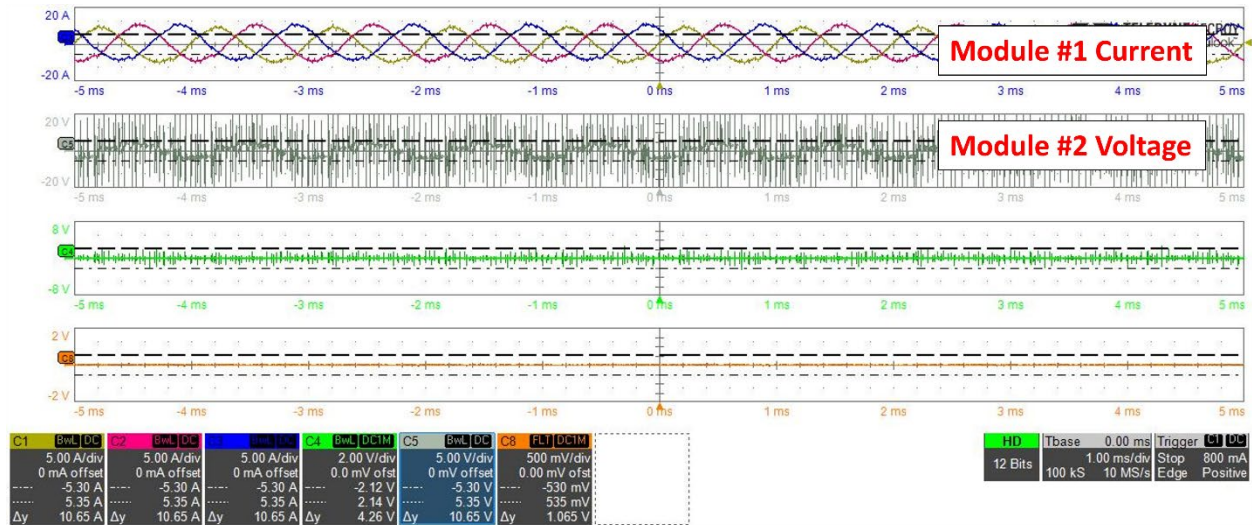 20 A
TELEDYNE LECROY
Module #1 Current
-20 A
-5 ms -4 ms -3 ms -2 ms -1 ms 0 ms 1 ms 2 ms 3 ms 4 ms 5 ms
20 V
C5
Module #2 Voltage
-20 V
-5 ms -4 ms -3 ms -2 ms -1 ms 0 ms 1 ms 2 ms 3 ms 4 ms 5 ms
8 V
C4
-8 V
-5 ms -4 ms -3 ms -2 ms -1 ms 0 ms 1 ms 2 ms 3 ms 4 ms 5 ms
2 V
C8
-2 V
-5 ms -4 ms -3 ms -2 ms -1 ms 0 ms 1 ms 2 ms 3 ms 4 ms 5 ms
C1 BwL DC C2 BwL DC C3 BwL DC C4 BwL DC1M C5 BwL DC C8 FLT DC1M HD Tbase 0.00 ms Trigger C1 DC
5.00 A/div 5.00 A/div 5.00 A/div 2.00 V/div 5.00 V/div 500 mV/div 12 Bits 1.00 ms/div Stop 800 mA
0 mA offset 0 mA offset 0 mA offset 0.0 mV ofst 0 mV offset 0.00 mV ofst 100 kS 10 MS/s Edge Positive
-5.30 A -5.30 A -5.30 A -2.12 V -5.30 V -530 mV
5.35 A 5.35 A 5.35 A 2.14 V 5.35 V 535 mV
Δy 10.65 A Δy 10.65 A Δy 10.65 A Δy 4.26 V Δy 10.65 V Δy 1.065 V